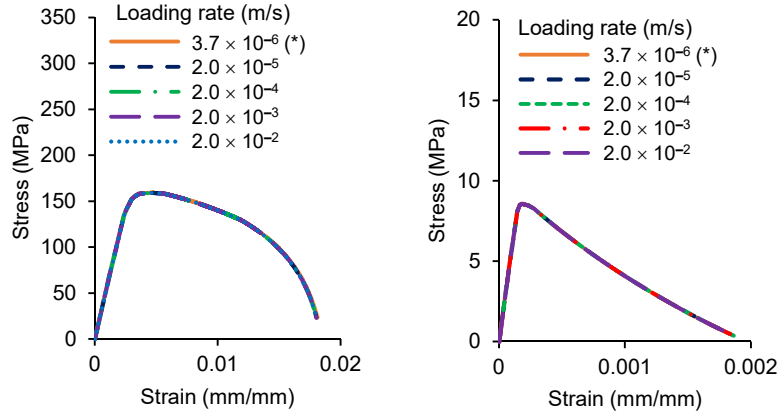 Loading rate (m/s)
3.7 × 10⁻⁶ (*)
2.0 × 10⁻⁵
2.0 × 10⁻⁴
2.0 × 10⁻³
2.0 × 10⁻²
350
300
250
200
150
100
50
0
Stress (MPa)
0
0.01
0.02
Strain (mm/mm)
Loading rate (m/s)
3.7 × 10⁻⁶ (*)
2.0 × 10⁻⁵
2.0 × 10⁻⁴
2.0 × 10⁻³
2.0 × 10⁻²
20
15
10
5
0
Stress (MPa)
0
0.001
0.002
Strain (mm/mm)